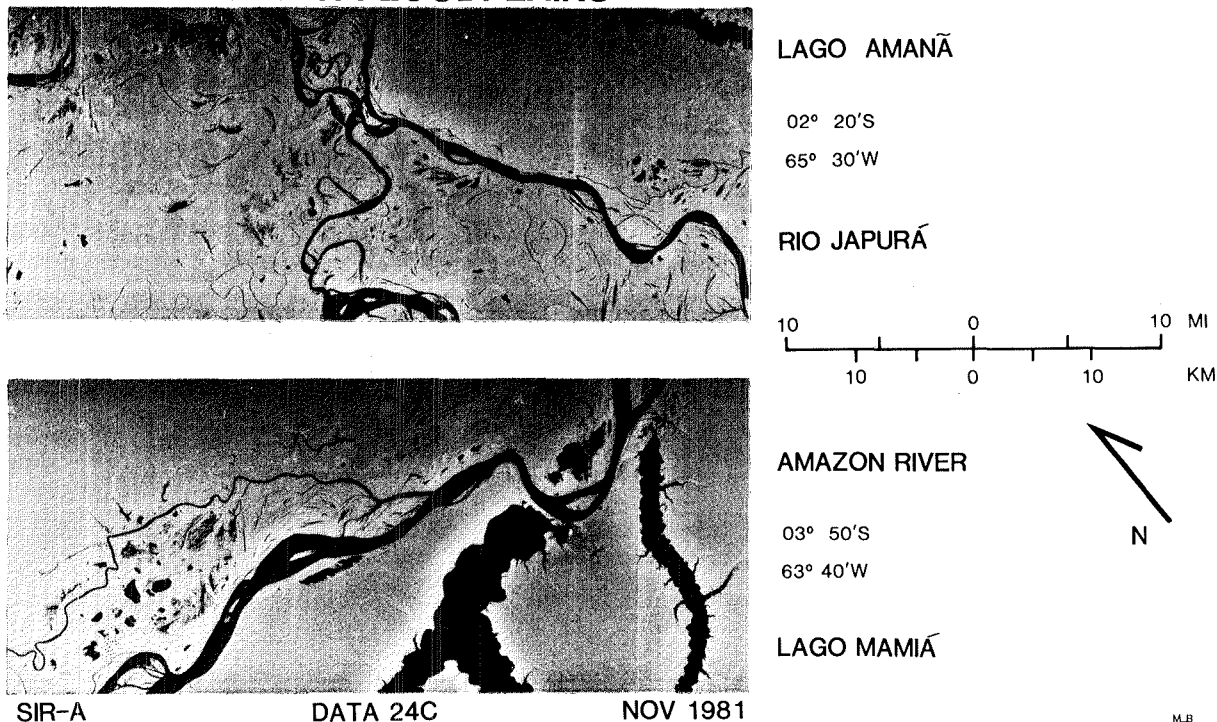 LAGO AMANÃ
02° 20'S
65° 30'W
RIO JAPURÁ
10 0 10 MI
10 0 10 KM
AMAZON RIVER
03° 50'S
63° 40'W
N
LAGO MAMIÁ
SIR-A DATA 24C NOV 1981
M.B